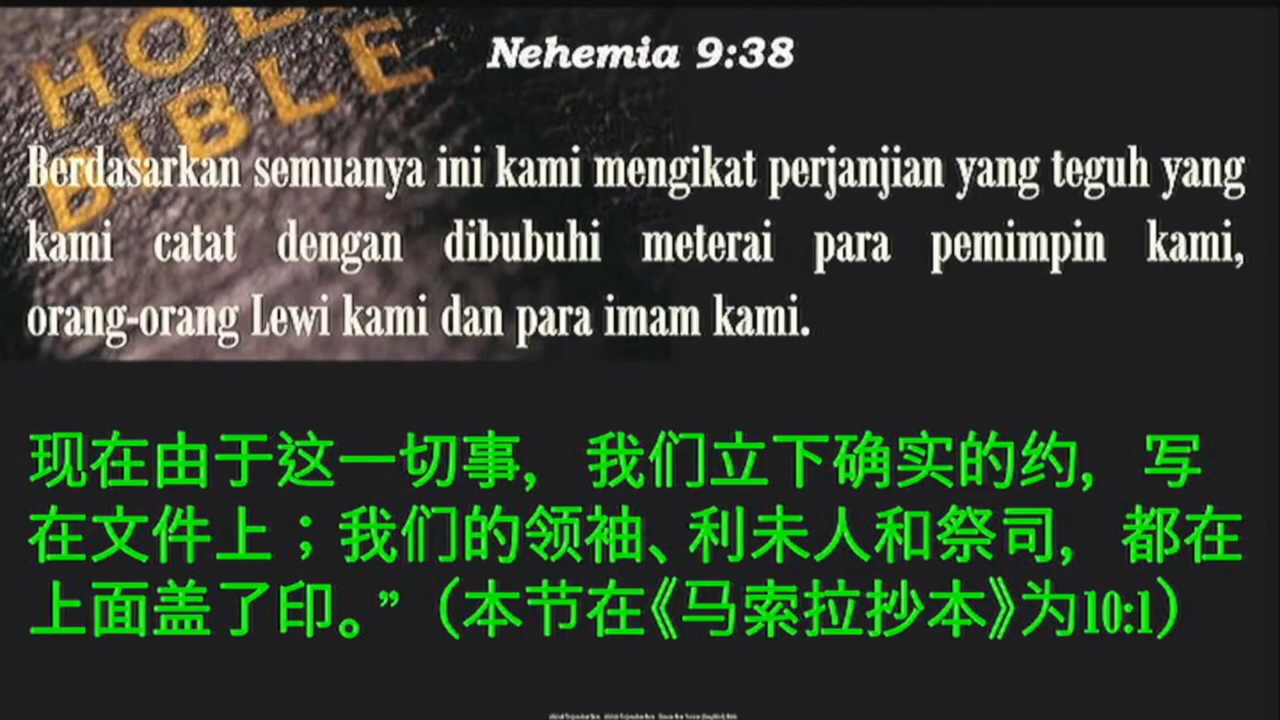 HOLY
BIBLE
Nehemia 9:38
Berdasarkan semuanya ini kami mengikat perjanjian yang teguh yang
kami catat dengan dibubuhi meterai para pemimpin kami,
orang-orang Lewi kami dan para imam kami.
现在由于这一切事，我们立下确实的约，写
在文件上；我们的领袖、利未人和祭司，都在
上面盖了印。”（本节在《马索拉抄本》为10:1）